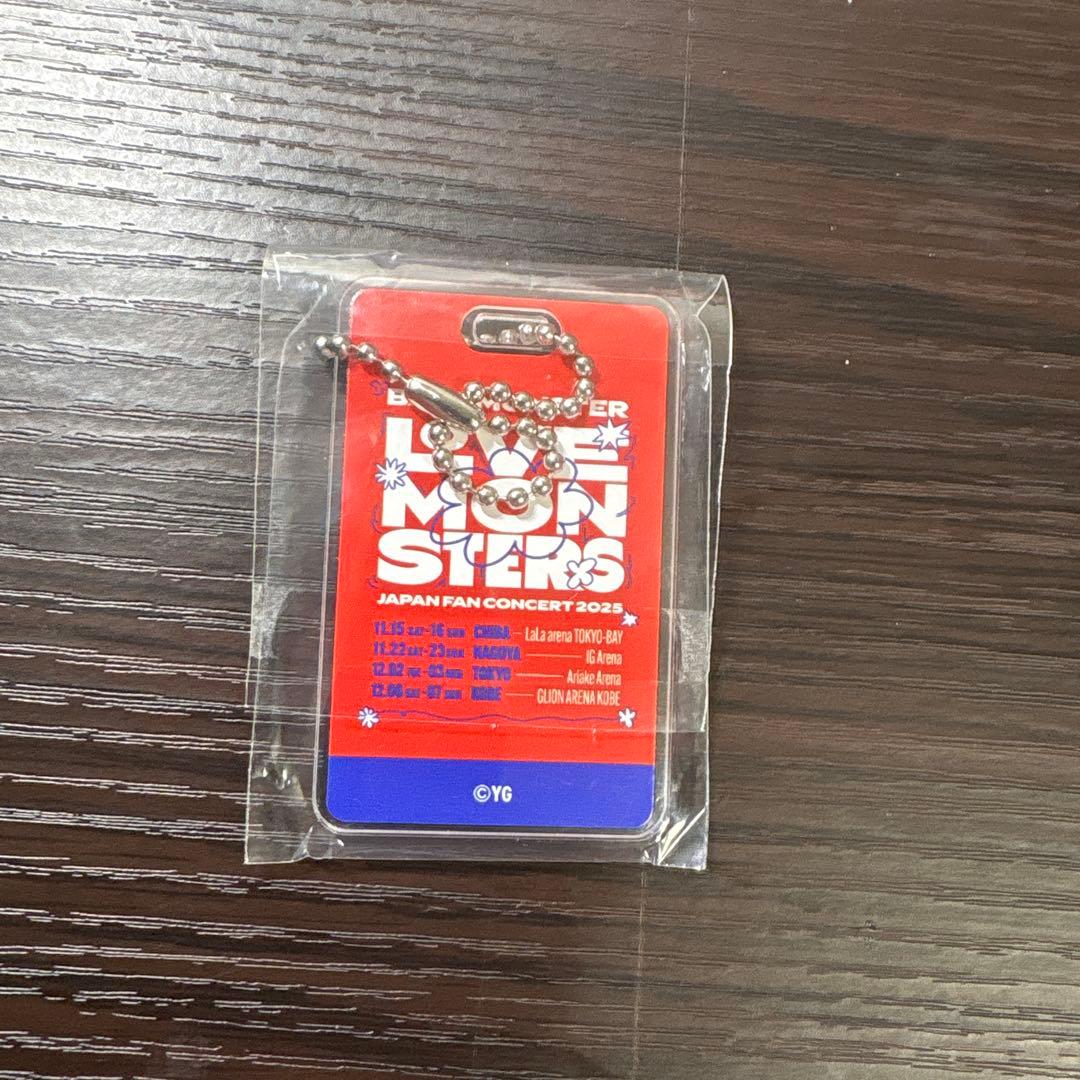 LOVE
MON
STERS
JAPAN FAN CONCERT 2025
11.15 SAT-16 SUN CHIBA LaLa arena TOKYO-BAY
11.22 SAT-23 SUN NAGOYA IG Arena
12.02 TUE-03 WED TOKYO Ariake Arena
12.06 SAT-07 SUN KOBE GLION ARENA KOBE
©YG